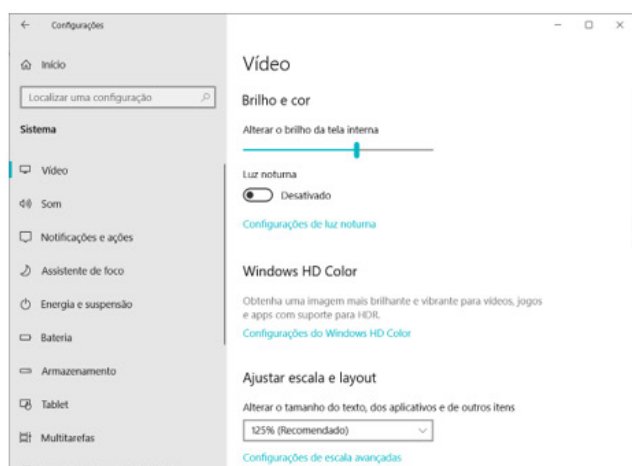 Configurações
Início
Localizar uma configuração
Sistema
Vídeo
Som
Notificações e ações
Assistente de foco
Energia e suspensão
Bateria
Armazenamento
Tablet
Multitarefas
Vídeo
Brilho e cor
Alterar o brilho da tela interna
Luz noturna
Desativado
Configurações de luz noturna
Windows HD Color
Obtenha uma imagem mais brilhante e vibrante para vídeos, jogos
e apps com suporte para HDR.
Configurações do Windows HD Color
Ajustar escala e layout
Alterar o tamanho do texto, dos aplicativos e de outros itens
125% (Recomendado)
Configurações de escala avançadas